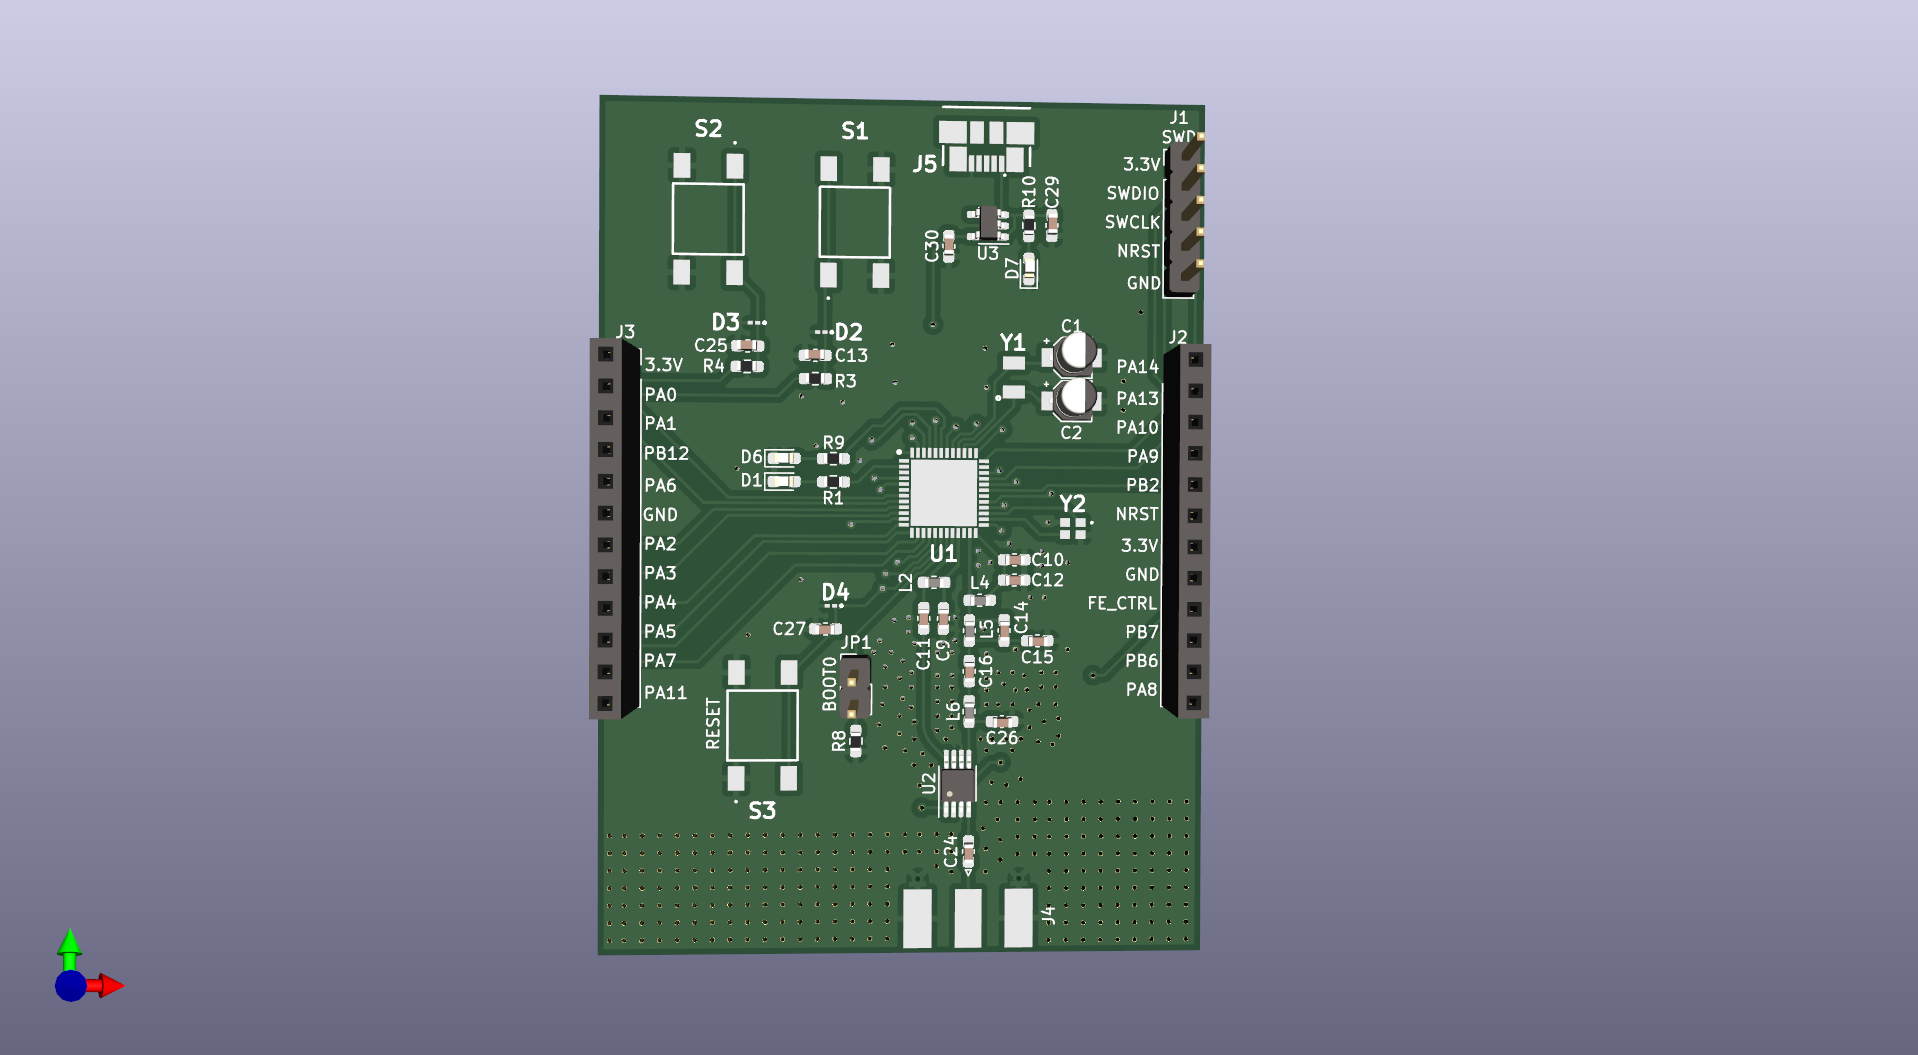 S2
S1
J1
SWD
J5
3.3V
SWDIO
SWCLK
NRST
GND
R10
C29
C30
U3
D7
D3
D2
C1
J3
J2
C25
C13
Y1
3.3V
R4
R3
PA14
PA0
PA13
PA1
PA10
C2
R9
PB12
D6
PA9
D1
PA6
PB2
R1
Y2
GND
NRST
PA2
U1
3.3V
C10
PA3
L2
L4
C12
GND
D4
PA4
FE_CTRL
C27
L5
C14
PA5
PB7
JP1
C11
C9
C15
PA7
PB6
BOOT0
C16
PA11
PA8
RESET
L6
R8
C26
U2
S3
C24
J4